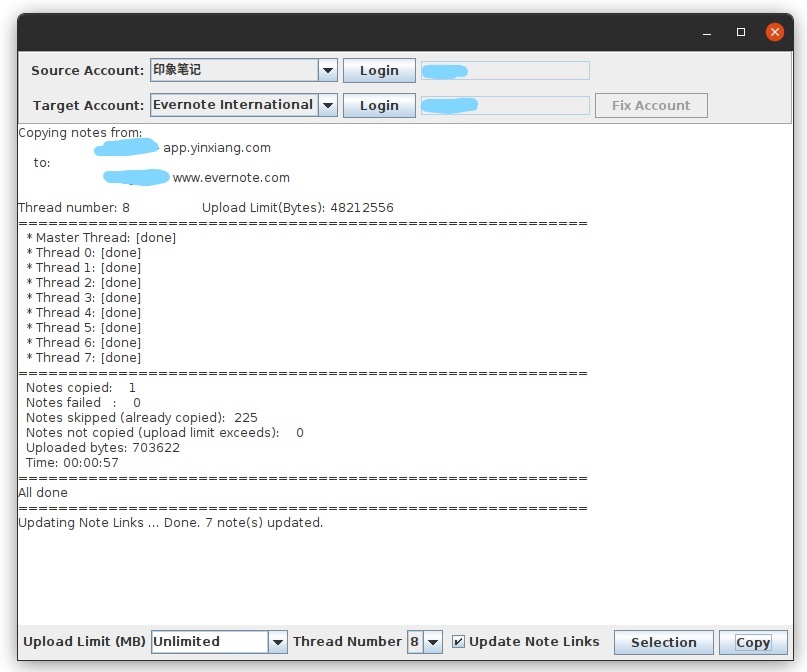 Source Account: 印象笔记 Login
Target Account: Evernote International Login Fix Account
Copying notes from:
app.yinxiang.com
to:
www.evernote.com
Thread number: 8 Upload Limit(Bytes): 48212556
=========================================================
* Master Thread: [done]
* Thread 0: [done]
* Thread 1: [done]
* Thread 2: [done]
* Thread 3: [done]
* Thread 4: [done]
* Thread 5: [done]
* Thread 6: [done]
* Thread 7: [done]
=========================================================
Notes copied: 1
Notes failed : 0
Notes skipped (already copied): 225
Notes not copied (upload limit exceeds): 0
Uploaded bytes: 703622
Time: 00:00:57
=========================================================
All done
=========================================================
Updating Note Links ... Done. 7 note(s) updated.
Upload Limit (MB) Unlimited Thread Number 8 Update Note Links Selection Copy